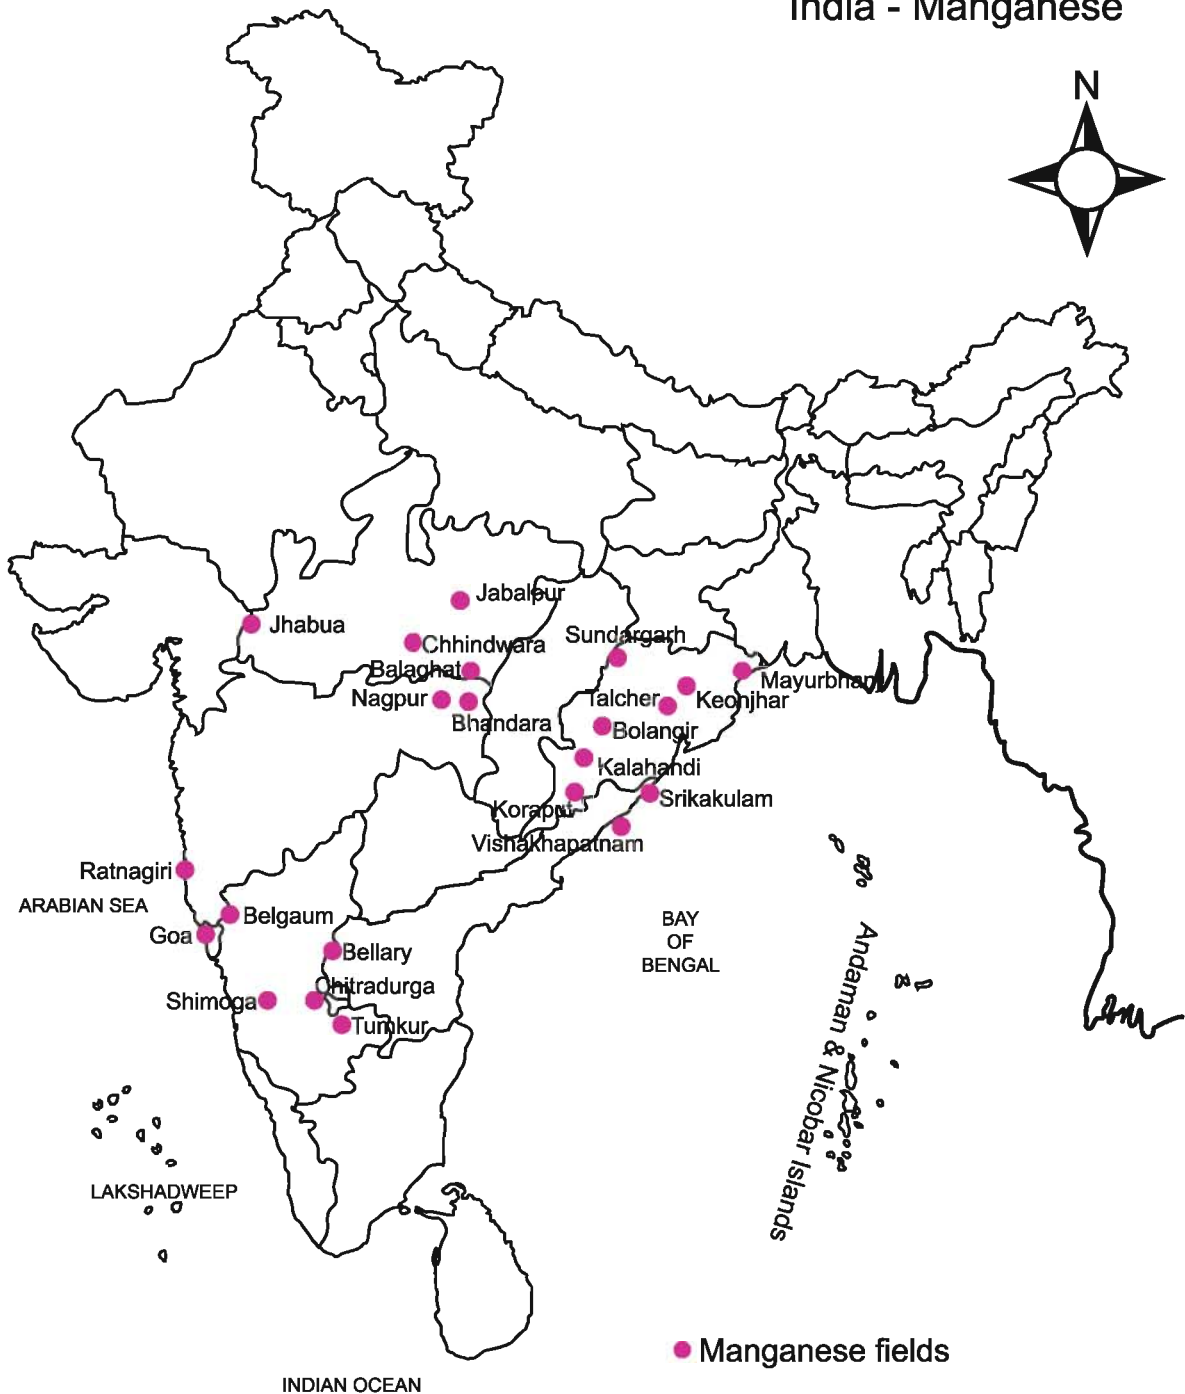 India - Manganese
N
Jabalpur
Jhabua
Chhindwara
Sundargarh
Balaghat
Mayurbhanj
Nagpur
Talcher
Keonjhar
Bhandara
Bolangir
Kalahandi
Koraput
Srikakulam
Vishakhapatnam
Ratnagiri
ARABIAN SEA
Belgaum
Goa
BAY
OF
BENGAL
Bellary
Chitradurga
Shimoga
Tumkur
Andaman & Nicobar Islands
LAKSHADWEEP
Manganese fields
INDIAN OCEAN